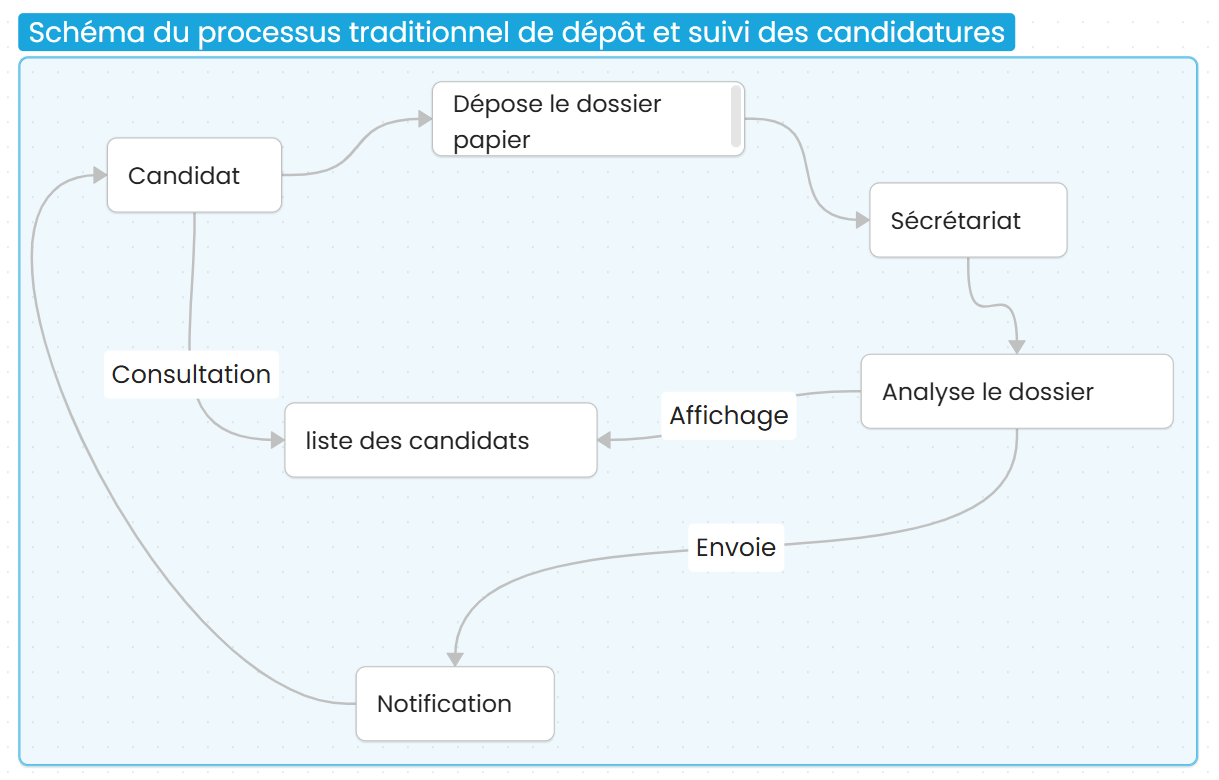 Schéma du processus traditionnel de dépôt et suivi des candidatures
Dépose le dossier
papier
Candidat
Sécrétariat
Consultation
Analyse le dossier
Affichage
liste des candidats
Envoie
Notification